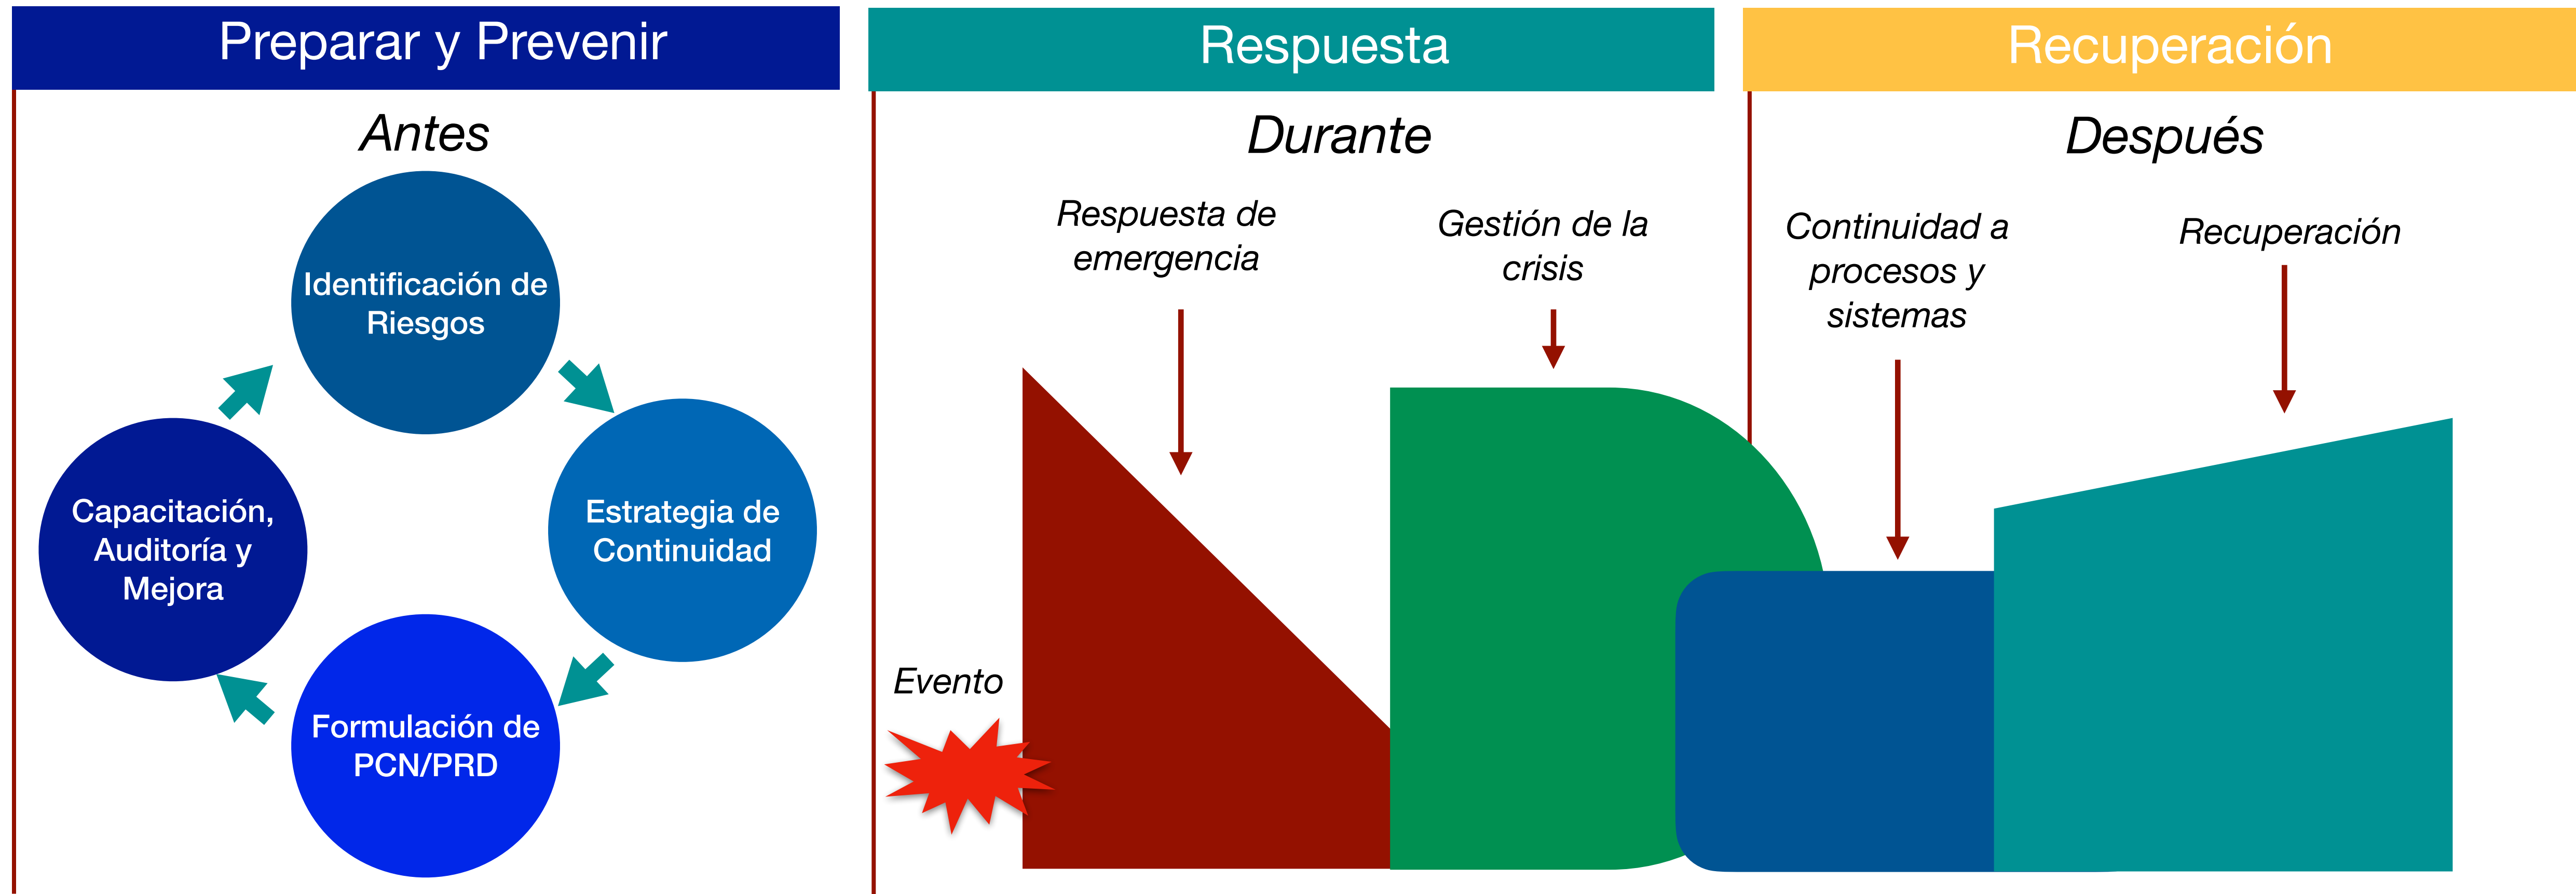 Preparar y Prevenir
Antes
Identificación de
Riesgos
Estrategia de
Continuidad
Formulación de
PCN/PRD
Capacitación,
Auditoría y
Mejora
Respuesta
Durante
Respuesta de
emergencia
Gestión de la
crisis
Evento
Recuperación
Después
Continuidad a
procesos y
sistemas
Recuperación